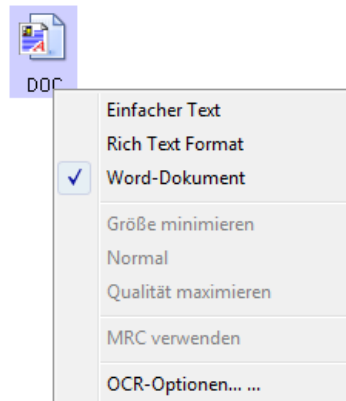 DOC
Einfacher Text
Rich Text Format
Word-Dokument
Größe minimieren
Normal
Qualität maximieren
MRC verwenden
OCR-Optionen... ...